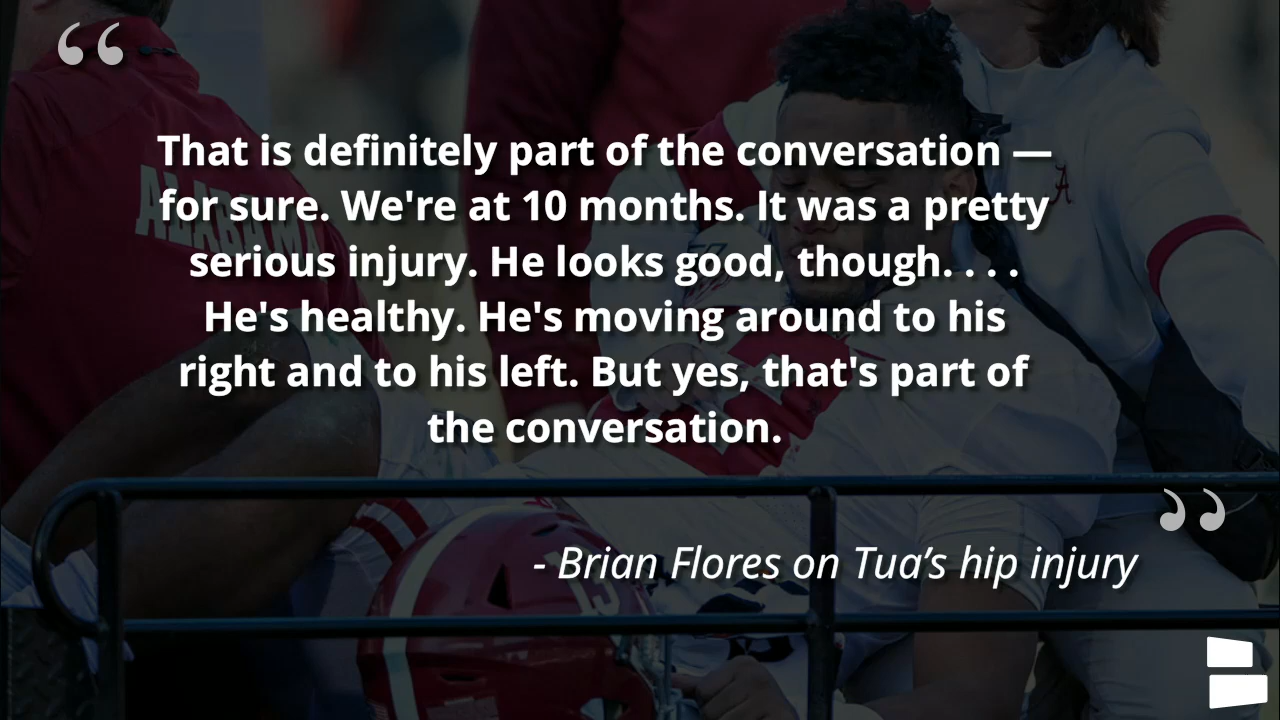 “
That is definitely part of the conversation —
for sure. We're at 10 months. It was a pretty
serious injury. He looks good, though. . . .
He's healthy. He's moving around to his
right and to his left. But yes, that's part of
the conversation.
”
- Brian Flores on Tua’s hip injury
ALABAMA
A